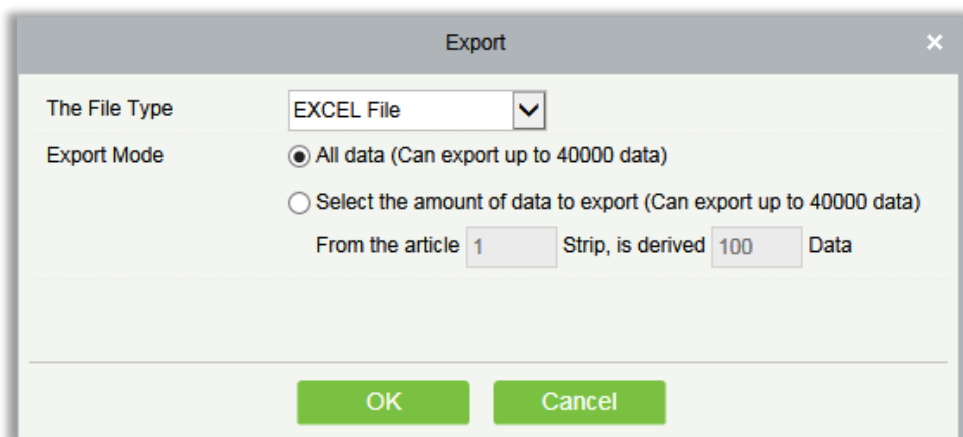 Export
The File Type EXCEL File
Export Mode All data (Can export up to 40000 data)
Select the amount of data to export (Can export up to 40000 data)
From the article 1 Strip, is derived 100 Data
OK Cancel